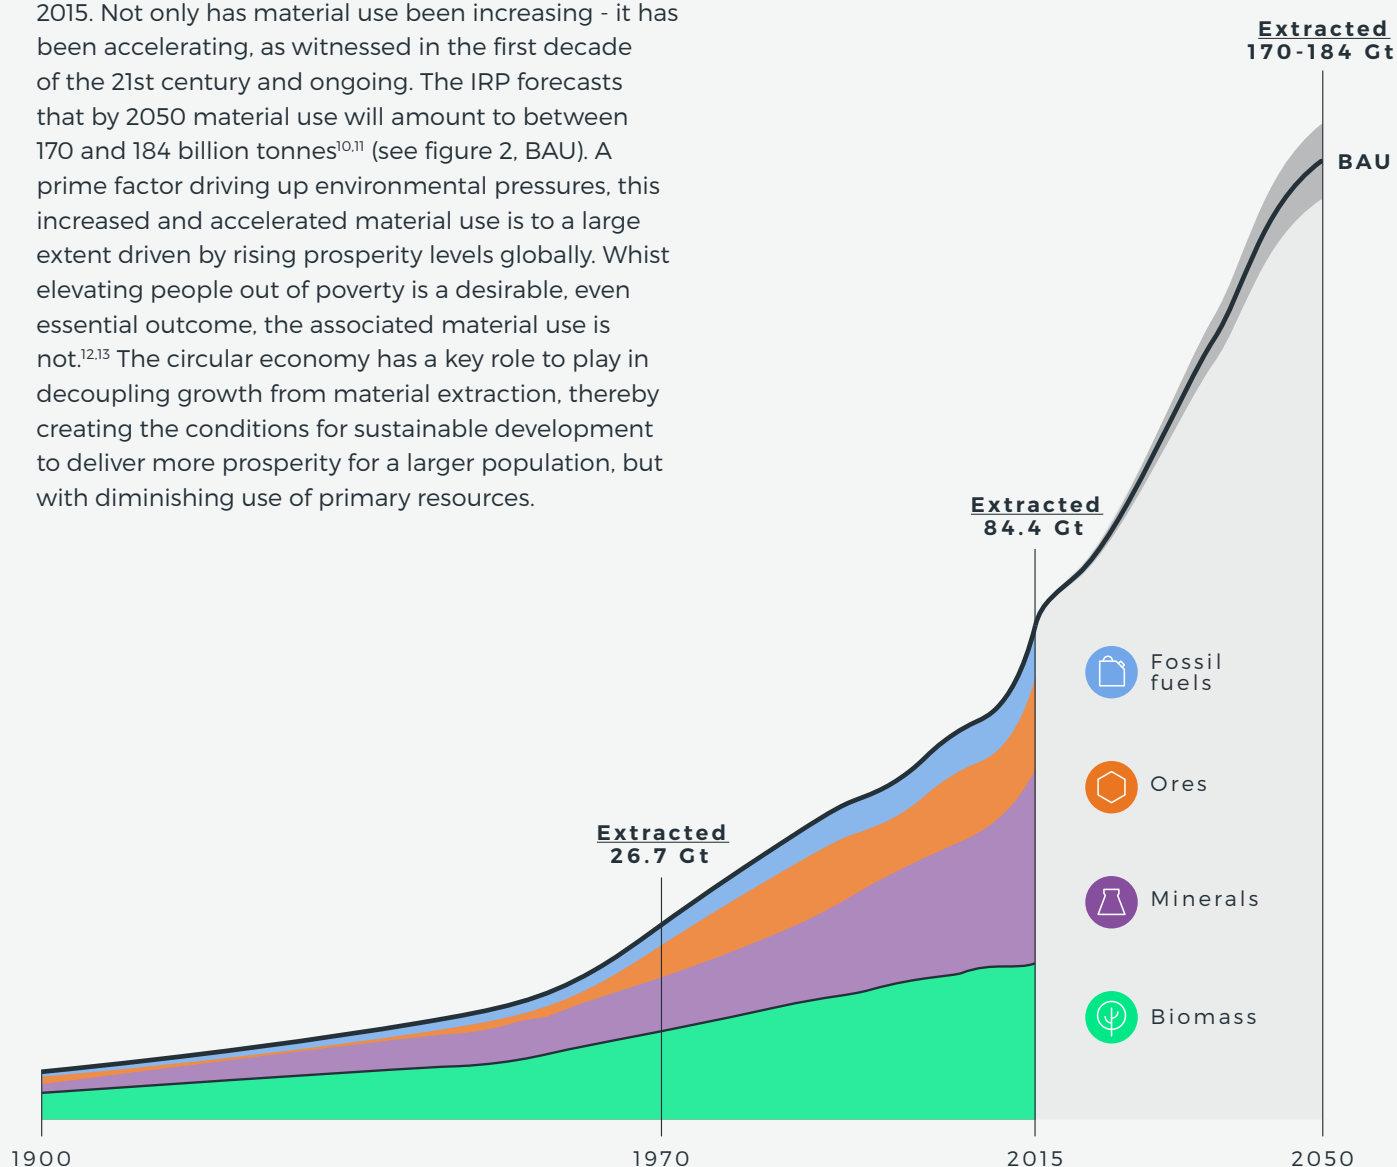 2015. Not only has material use been increasing - it has
been accelerating, as witnessed in the first decade
of the 21st century and ongoing. The IRP forecasts
that by 2050 material use will amount to between
170 and 184 billion tonnes10,11 (see figure 2, BAU). A
prime factor driving up environmental pressures, this
increased and accelerated material use is to a large
extent driven by rising prosperity levels globally. Whist
elevating people out of poverty is a desirable, even
essential outcome, the associated material use is
not.12,13 The circular economy has a key role to play in
decoupling growth from material extraction, thereby
creating the conditions for sustainable development
to deliver more prosperity for a larger population, but
with diminishing use of primary resources.
Extracted
170-184 Gt
BAU
Extracted
84.4 Gt
Extracted
26.7 Gt
Fossil
fuels
Ores
Minerals
Biomass
1900
1970
2015
2050